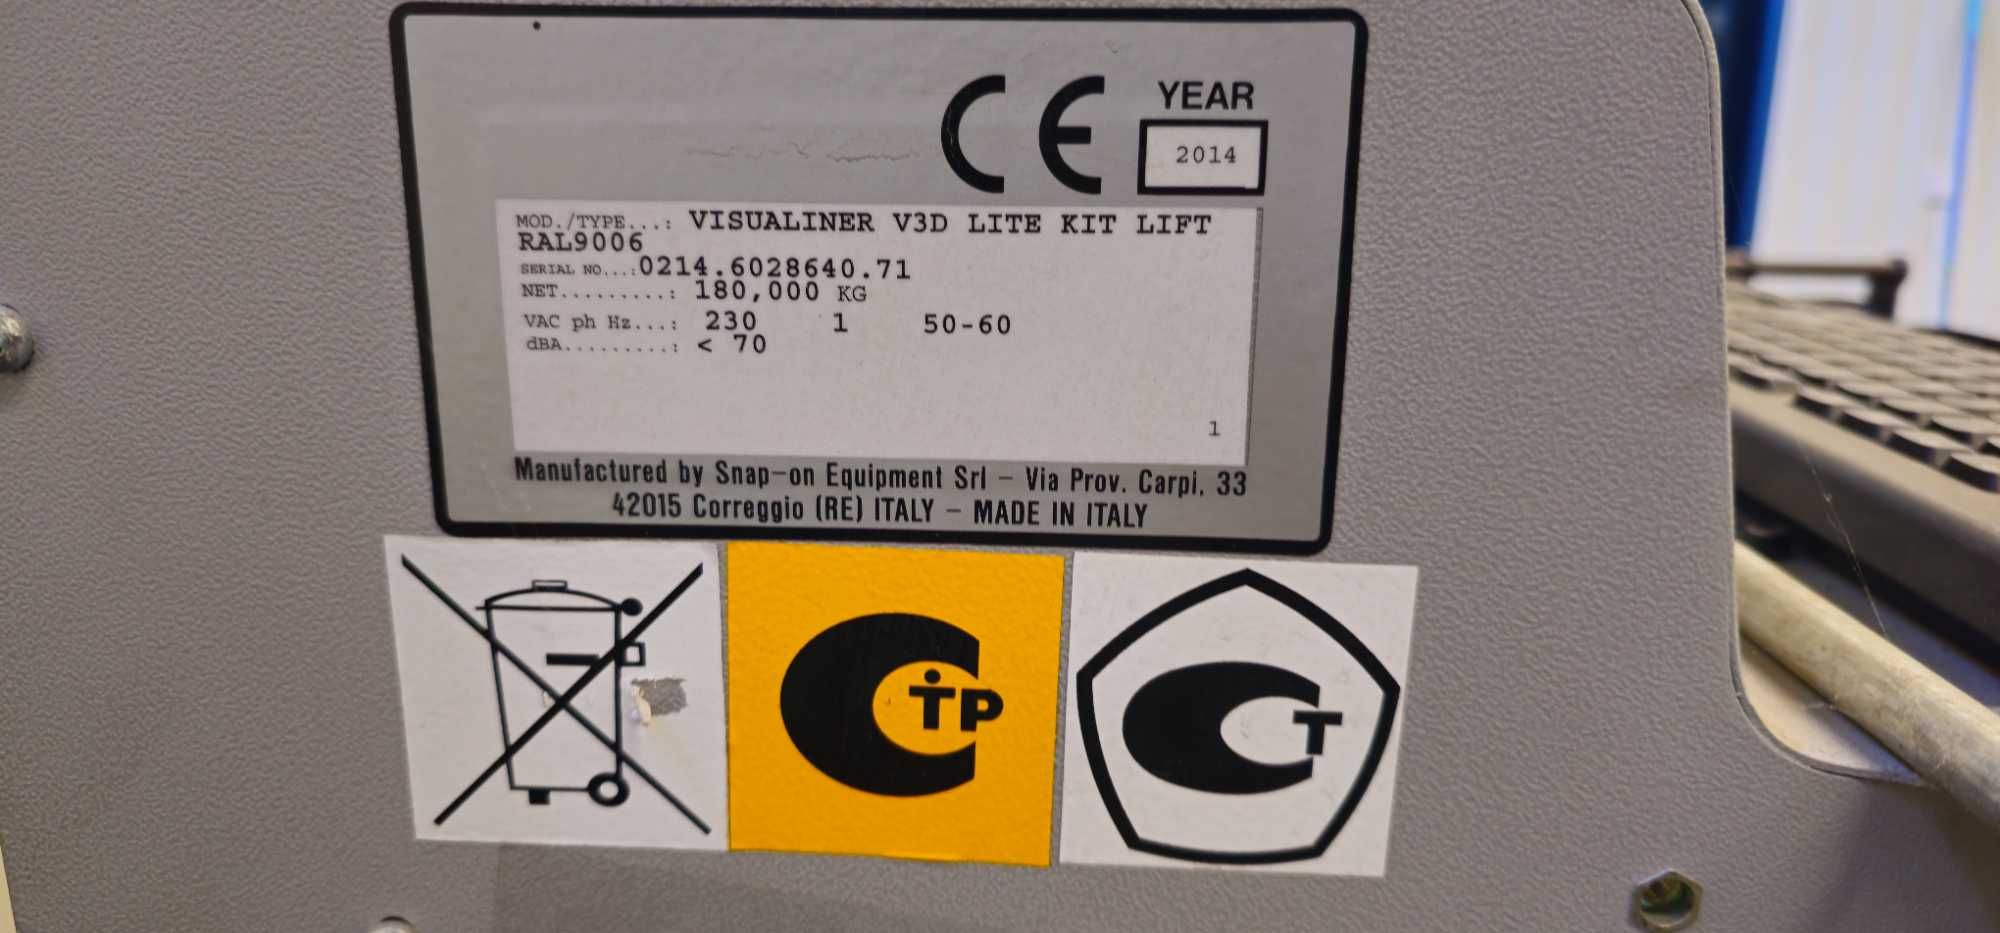 CE YEAR
2014
MOD./TYPE...: VISUALINER V3D LITE KIT LIFT
RAL9006
SERIAL NO...:0214.6028640.71
NET.........: 180,000 KG
VAC ph Hz...: 230 1 50-60
dBA.........: < 70
1
Manufactured by Snap-on Equipment Srl – Via Prov. Carpi, 33
42015 Correggio (RE) ITALY – MADE IN ITALY
СТР
СТ